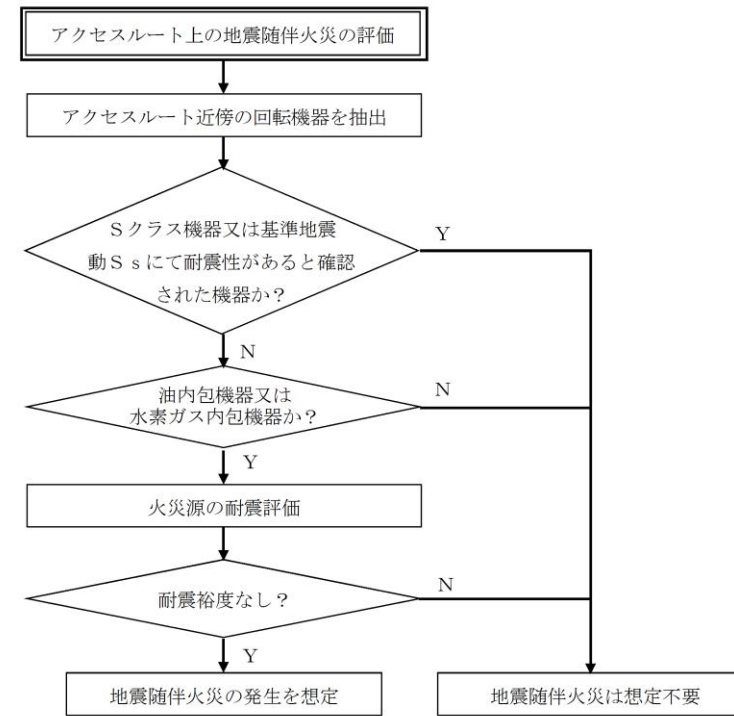 アクセスルート上の地震随伴火災の評価
アクセスルート近傍の回転機器を抽出
Ｓクラス機器又は基準地震
動Ｓｓにて耐震性があると確認
された機器か？
Ｙ
Ｎ
油内包機器又は
水素ガス内包機器か？
Ｎ
Ｙ
火災源の耐震評価
耐震裕度なし？
Ｎ
Ｙ
地震随伴火災の発生を想定
地震随伴火災は想定不要